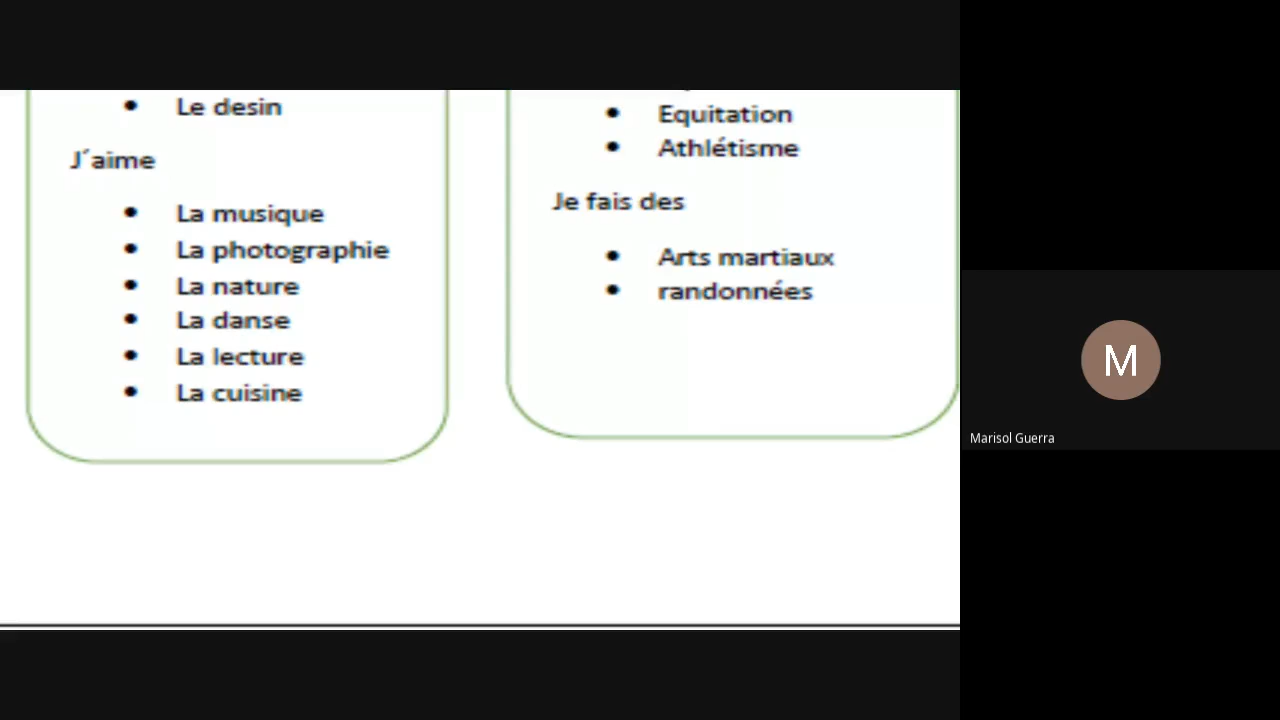 Le desin
J´aime
La musique
La photographie
La nature
La danse
La lecture
La cuisine
Equitation
Athlétisme
Je fais des
Arts martiaux
randonnées
M
Marisol Guerra